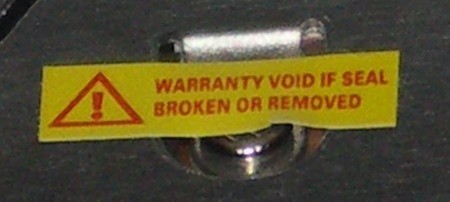 WARRANTY VOID IF SEAL
BROKEN OR REMOVED